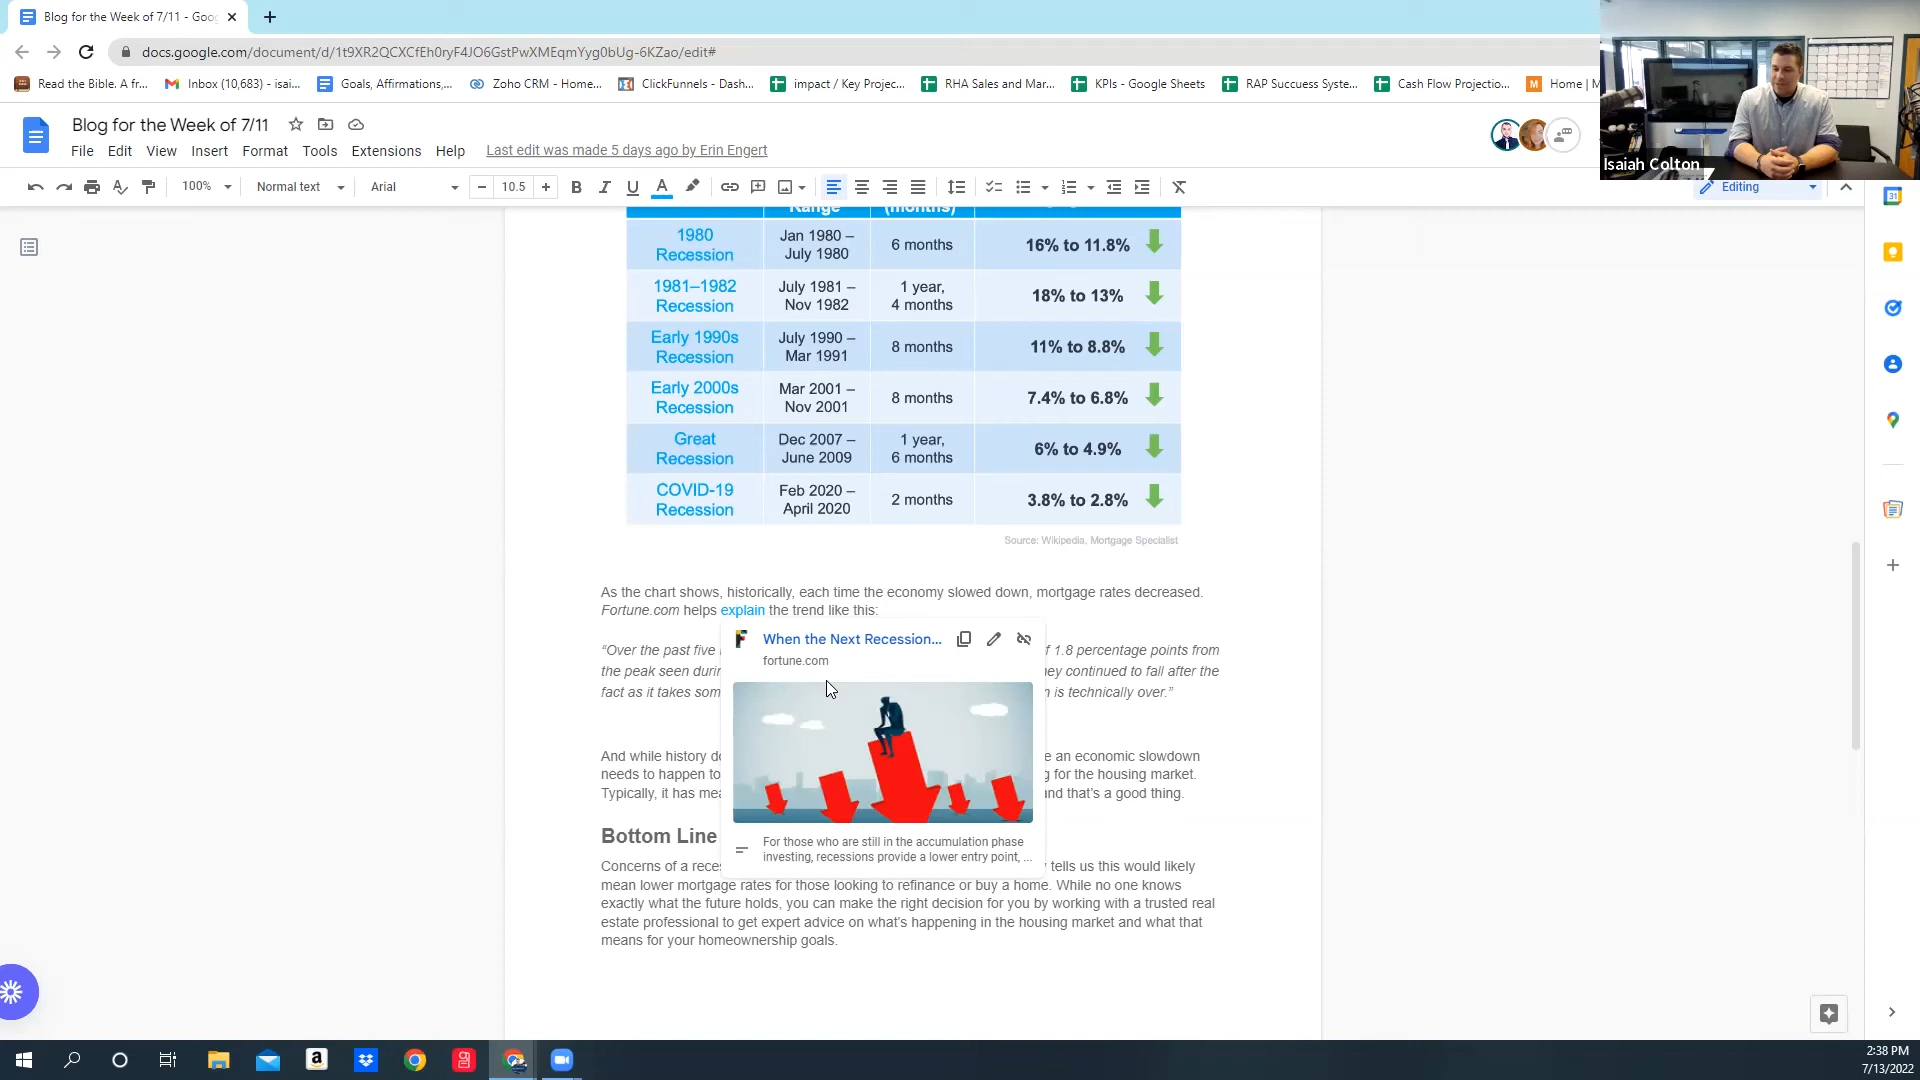 Blog for the Week of 7/11 - Goo
docs.google.com/document/d/1t9XR2QCXCfEh0ryF4JO6GstPwXMEqmYyg0bUg-6KZao/edit#
Read the Bible. A fr... Inbox (10,683) - isai... Goals, Affirmations,... Zoho CRM - Home... ClickFunnels - Dash... impact / Key Projec... RHA Sales and Mar... KPIs - Google Sheets RAP Succuess Syste... Cash Flow Projectio... Home | M
Isaiah Colton
Blog for the Week of 7/11
File Edit View Insert Format Tools Extensions Help Last edit was made 5 days ago by Erin Engert
100% Normal text Arial 10.5 Editing
Range (months)
1980 Recession Jan 1980 – July 1980 6 months 16% to 11.8%
1981–1982 Recession July 1981 – Nov 1982 1 year, 4 months 18% to 13%
Early 1990s Recession July 1990 – Mar 1991 8 months 11% to 8.8%
Early 2000s Recession Mar 2001 – Nov 2001 8 months 7.4% to 6.8%
Great Recession Dec 2007 – June 2009 1 year, 6 months 6% to 4.9%
COVID-19 Recession Feb 2020 – April 2020 2 months 3.8% to 2.8%
Source: Wikipedia, Mortgage Specialist
As the chart shows, historically, each time the economy slowed down, mortgage rates decreased.
Fortune.com helps explain the trend like this:
When the Next Recession...
fortune.com
“Over the past five f 1.8 percentage points from
the peak seen duri ey continued to fall after the
fact as it takes som n is technically over.”
And while history d e an economic slowdown
needs to happen to g for the housing market.
Typically, it has mea nd that’s a good thing.
For those who are still in the accumulation phase
investing, recessions provide a lower entry point, ...
Bottom Line
Concerns of a rece tells us this would likely
mean lower mortgage rates for those looking to refinance or buy a home. While no one knows
exactly what the future holds, you can make the right decision for you by working with a trusted real
estate professional to get expert advice on what’s happening in the housing market and what that
means for your homeownership goals.
2:38 PM
7/13/2022